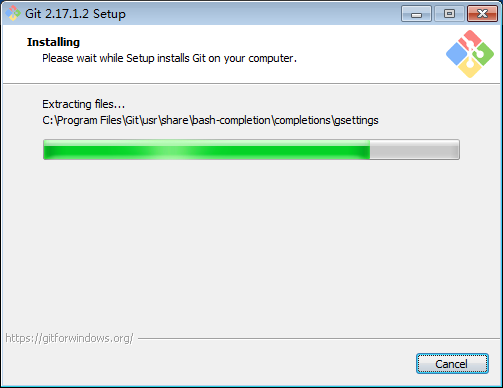 Git 2.17.1.2 Setup
Installing
Please wait while Setup installs Git on your computer.
Extracting files...
C:\Program Files\Git\usr\share\bash-completion\completions\gsettings
https://gitforwindows.org/
Cancel